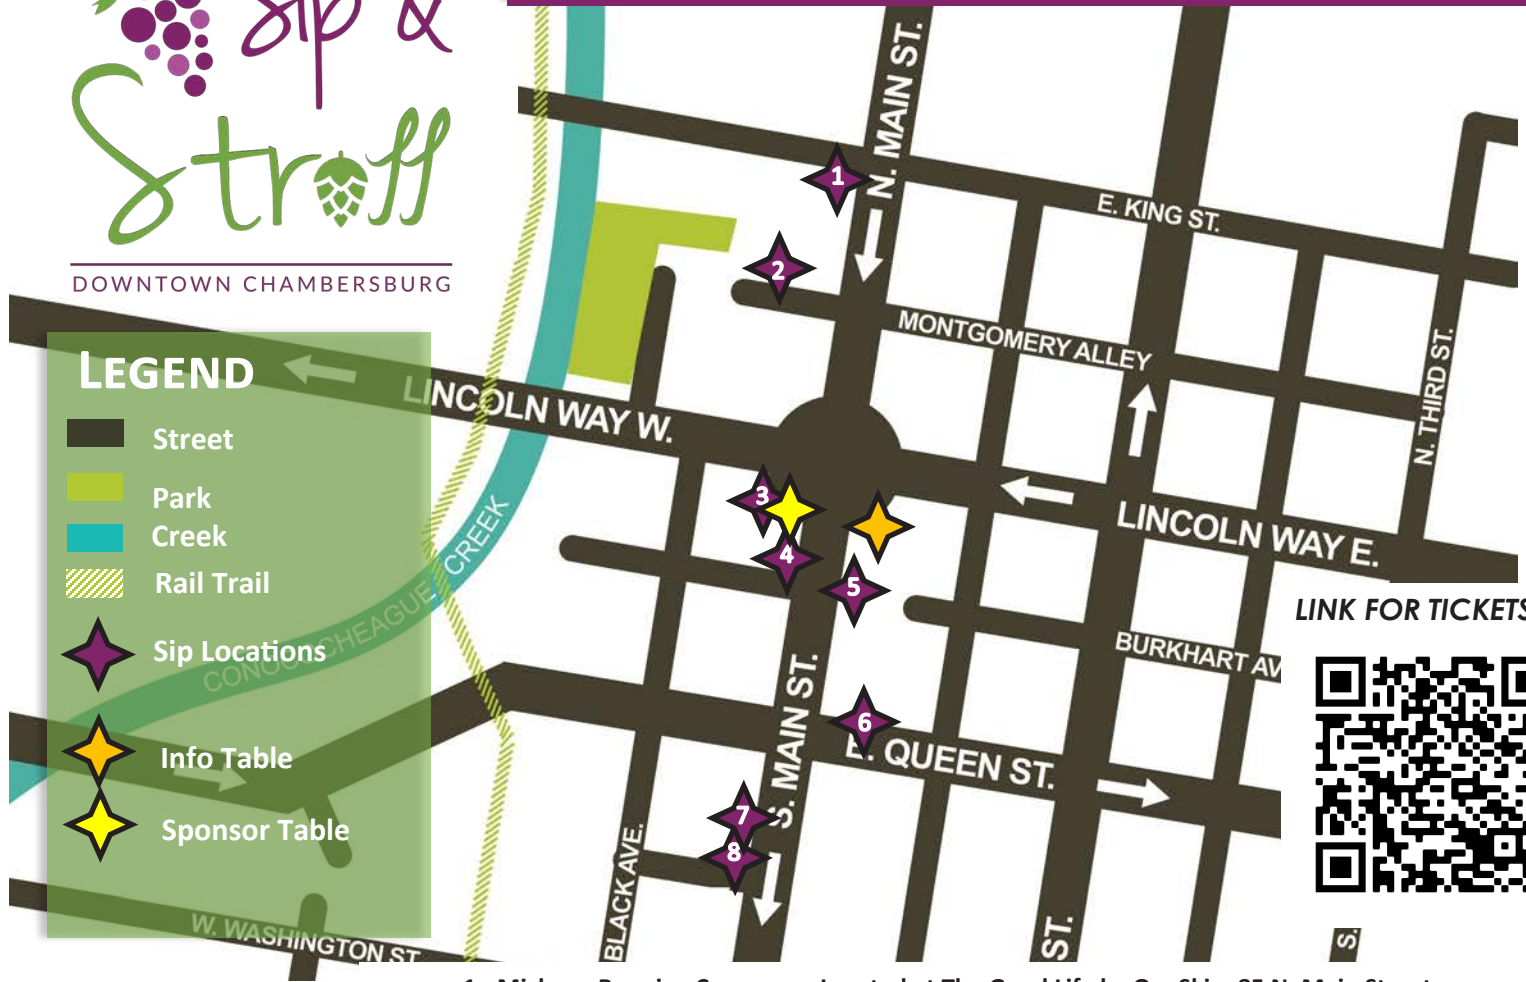 Sip &
Stroll
DOWNTOWN CHAMBERSBURG
LEGEND
Street
Park
Creek
Rail Trail
Sip Locations
Info Table
Sponsor Table
N. MAIN ST.
1
E. KING ST.
2
MONTGOMERY ALLEY
N. THIRD ST.
LINCOLN WAY W.
3
LINCOLN WAY E.
4
5
CONOCOCHEAGUE CREEK
BURKHART AV
LINK FOR TICKETS
S. MAIN ST.
6
E. QUEEN ST.
7
8
BLACK AVE.
W. WASHINGTON ST
ST.
S.